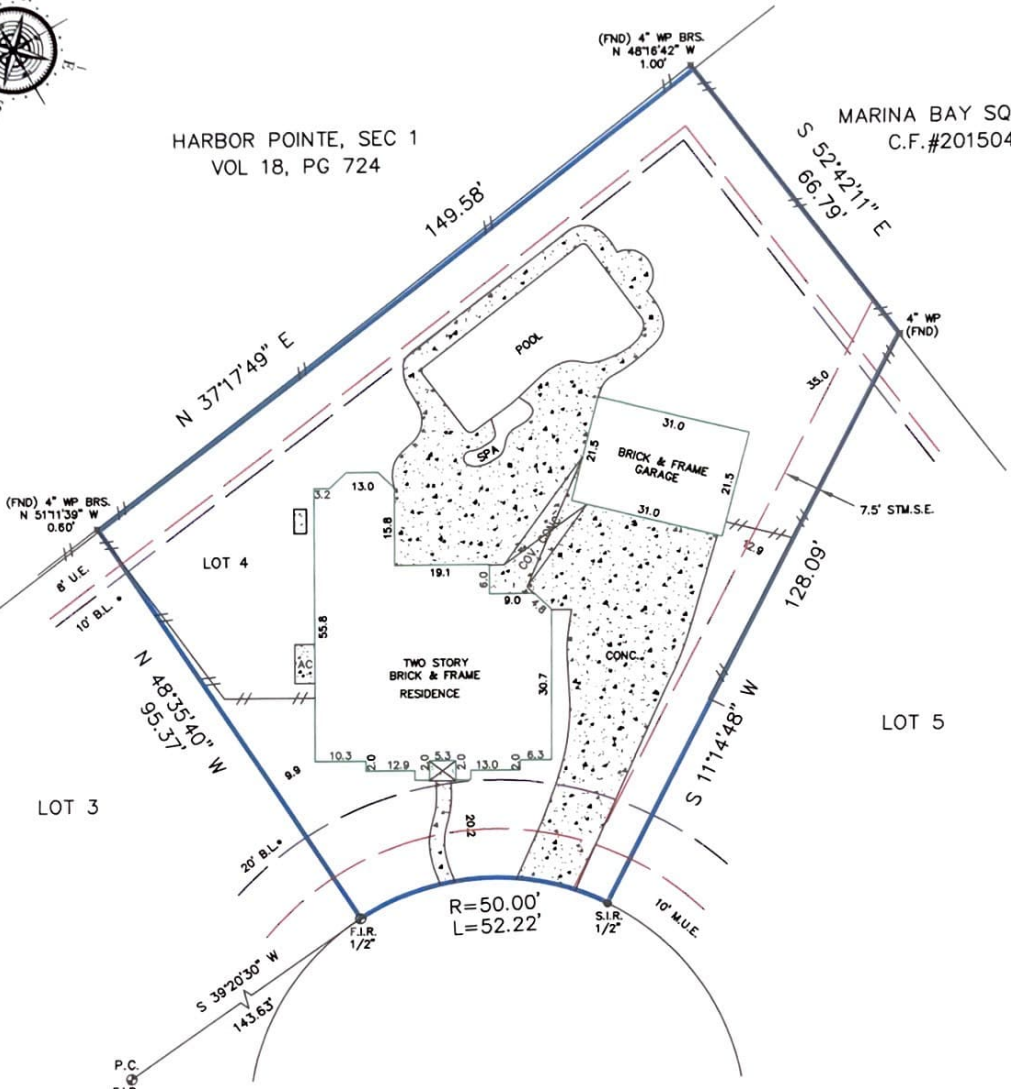 E
(FND) 4" WP BRS.
N 48°16'42" W
1.00'
HARBOR POINTE, SEC 1
VOL 18, PG 724
MARINA BAY SQ
C.F.#201504
149.58'
S 52°42'11" E
66.79'
N 37°17'49" E
4" WP
(FND)
POOL
SPA
35.0
31.0
BRICK & FRAME
GARAGE
21.5
21.5
31.0
7.5' STM.S.E.
12.9
(FND) 4" WP BRS.
N 51°11'39" W
0.60'
3.2
13.0
15.8
COV. CONC.
LOT 4
8' U.E.
10' B.L. •
19.1
6.0
9.0
4.8
128.09'
55.8
AC
TWO STORY
BRICK & FRAME
RESIDENCE
CONC.
30.7
N 48°35'40" W
95.37'
S 11°14'48" W
LOT 5
10.3
2.0
12.9
2.0
5.3
2.0
13.0
2.0
6.3
9.9
LOT 3
20.2
20' B.L.•
R=50.00'
L=52.22'
F.I.R.
1/2"
S.I.R.
1/2"
10' M.U.E.
S 39°20'30" W
143.63'
P.C.